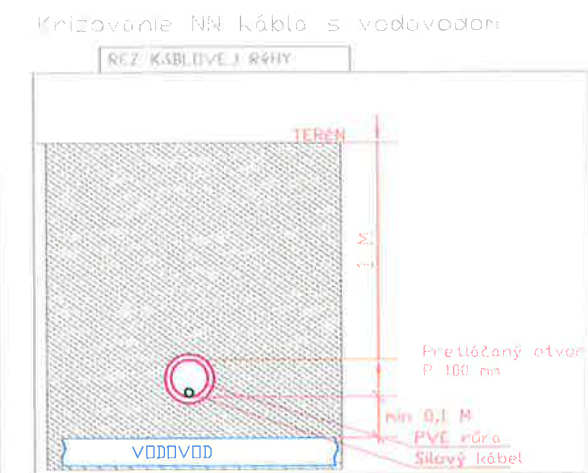 Križovanie NN kábla s vodovodom
REZ KÁBLOVEJ RÝHY
TERÉN
1 M
Pretláčaný otvor
P 100 mm
min 0,1 M
PVC rúra
Silový kábel
VODOVOD